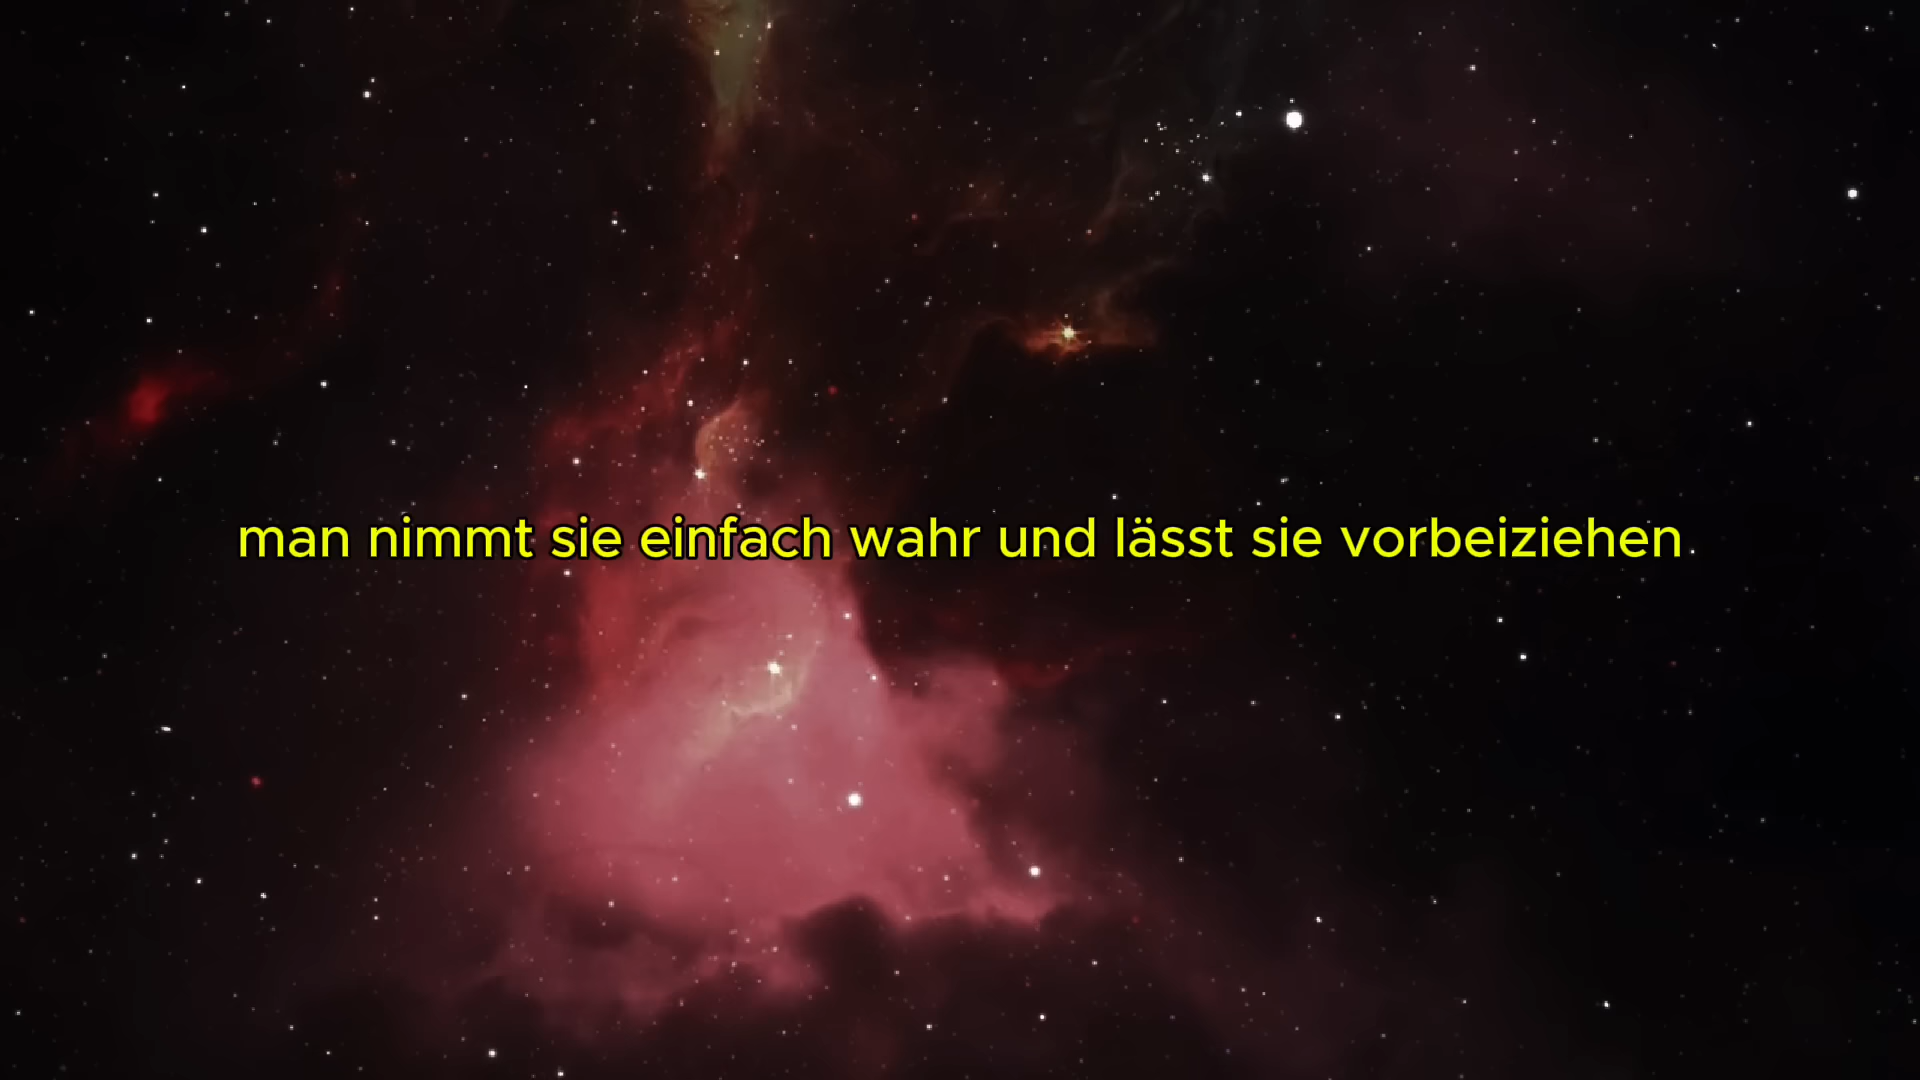 man nimmt sie einfach wahr und lässt sie vorbeiziehen